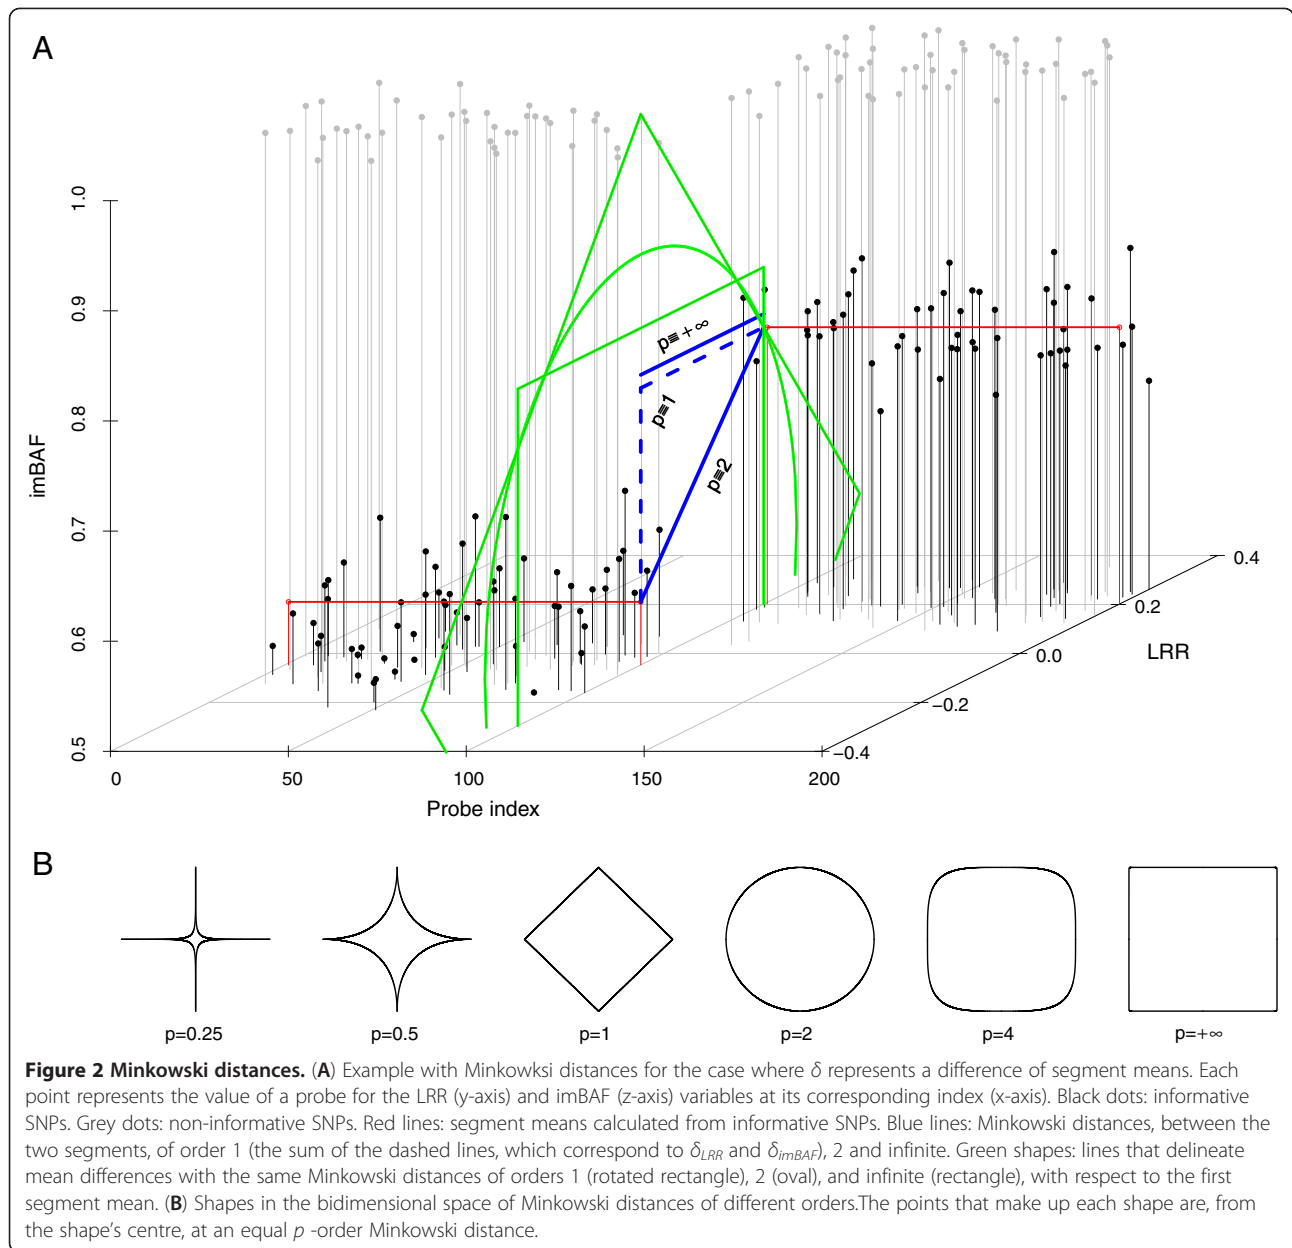 A
1.0
0.9
0.8
0.7
0.6
0.5
imBAF
p≡+∞
p≡1
p≡2
0.4
0.2
0.0
−0.2
−0.4
LRR
0 50 100 150 200
Probe index
B
p=0.25 p=0.5 p=1 p=2 p=4 p=+∞
Figure 2 Minkowski distances. (A) Example with Minkowksi distances for the case where δ represents a difference of segment means. Each
point represents the value of a probe for the LRR (y-axis) and imBAF (z-axis) variables at its corresponding index (x-axis). Black dots: informative
SNPs. Grey dots: non-informative SNPs. Red lines: segment means calculated from informative SNPs. Blue lines: Minkowski distances, between the
two segments, of order 1 (the sum of the dashed lines, which correspond to δLRR and δimBAF), 2 and infinite. Green shapes: lines that delineate
mean differences with the same Minkowski distances of orders 1 (rotated rectangle), 2 (oval), and infinite (rectangle), with respect to the first
segment mean. (B) Shapes in the bidimensional space of Minkowski distances of different orders.The points that make up each shape are, from
the shape's centre, at an equal p -order Minkowski distance.